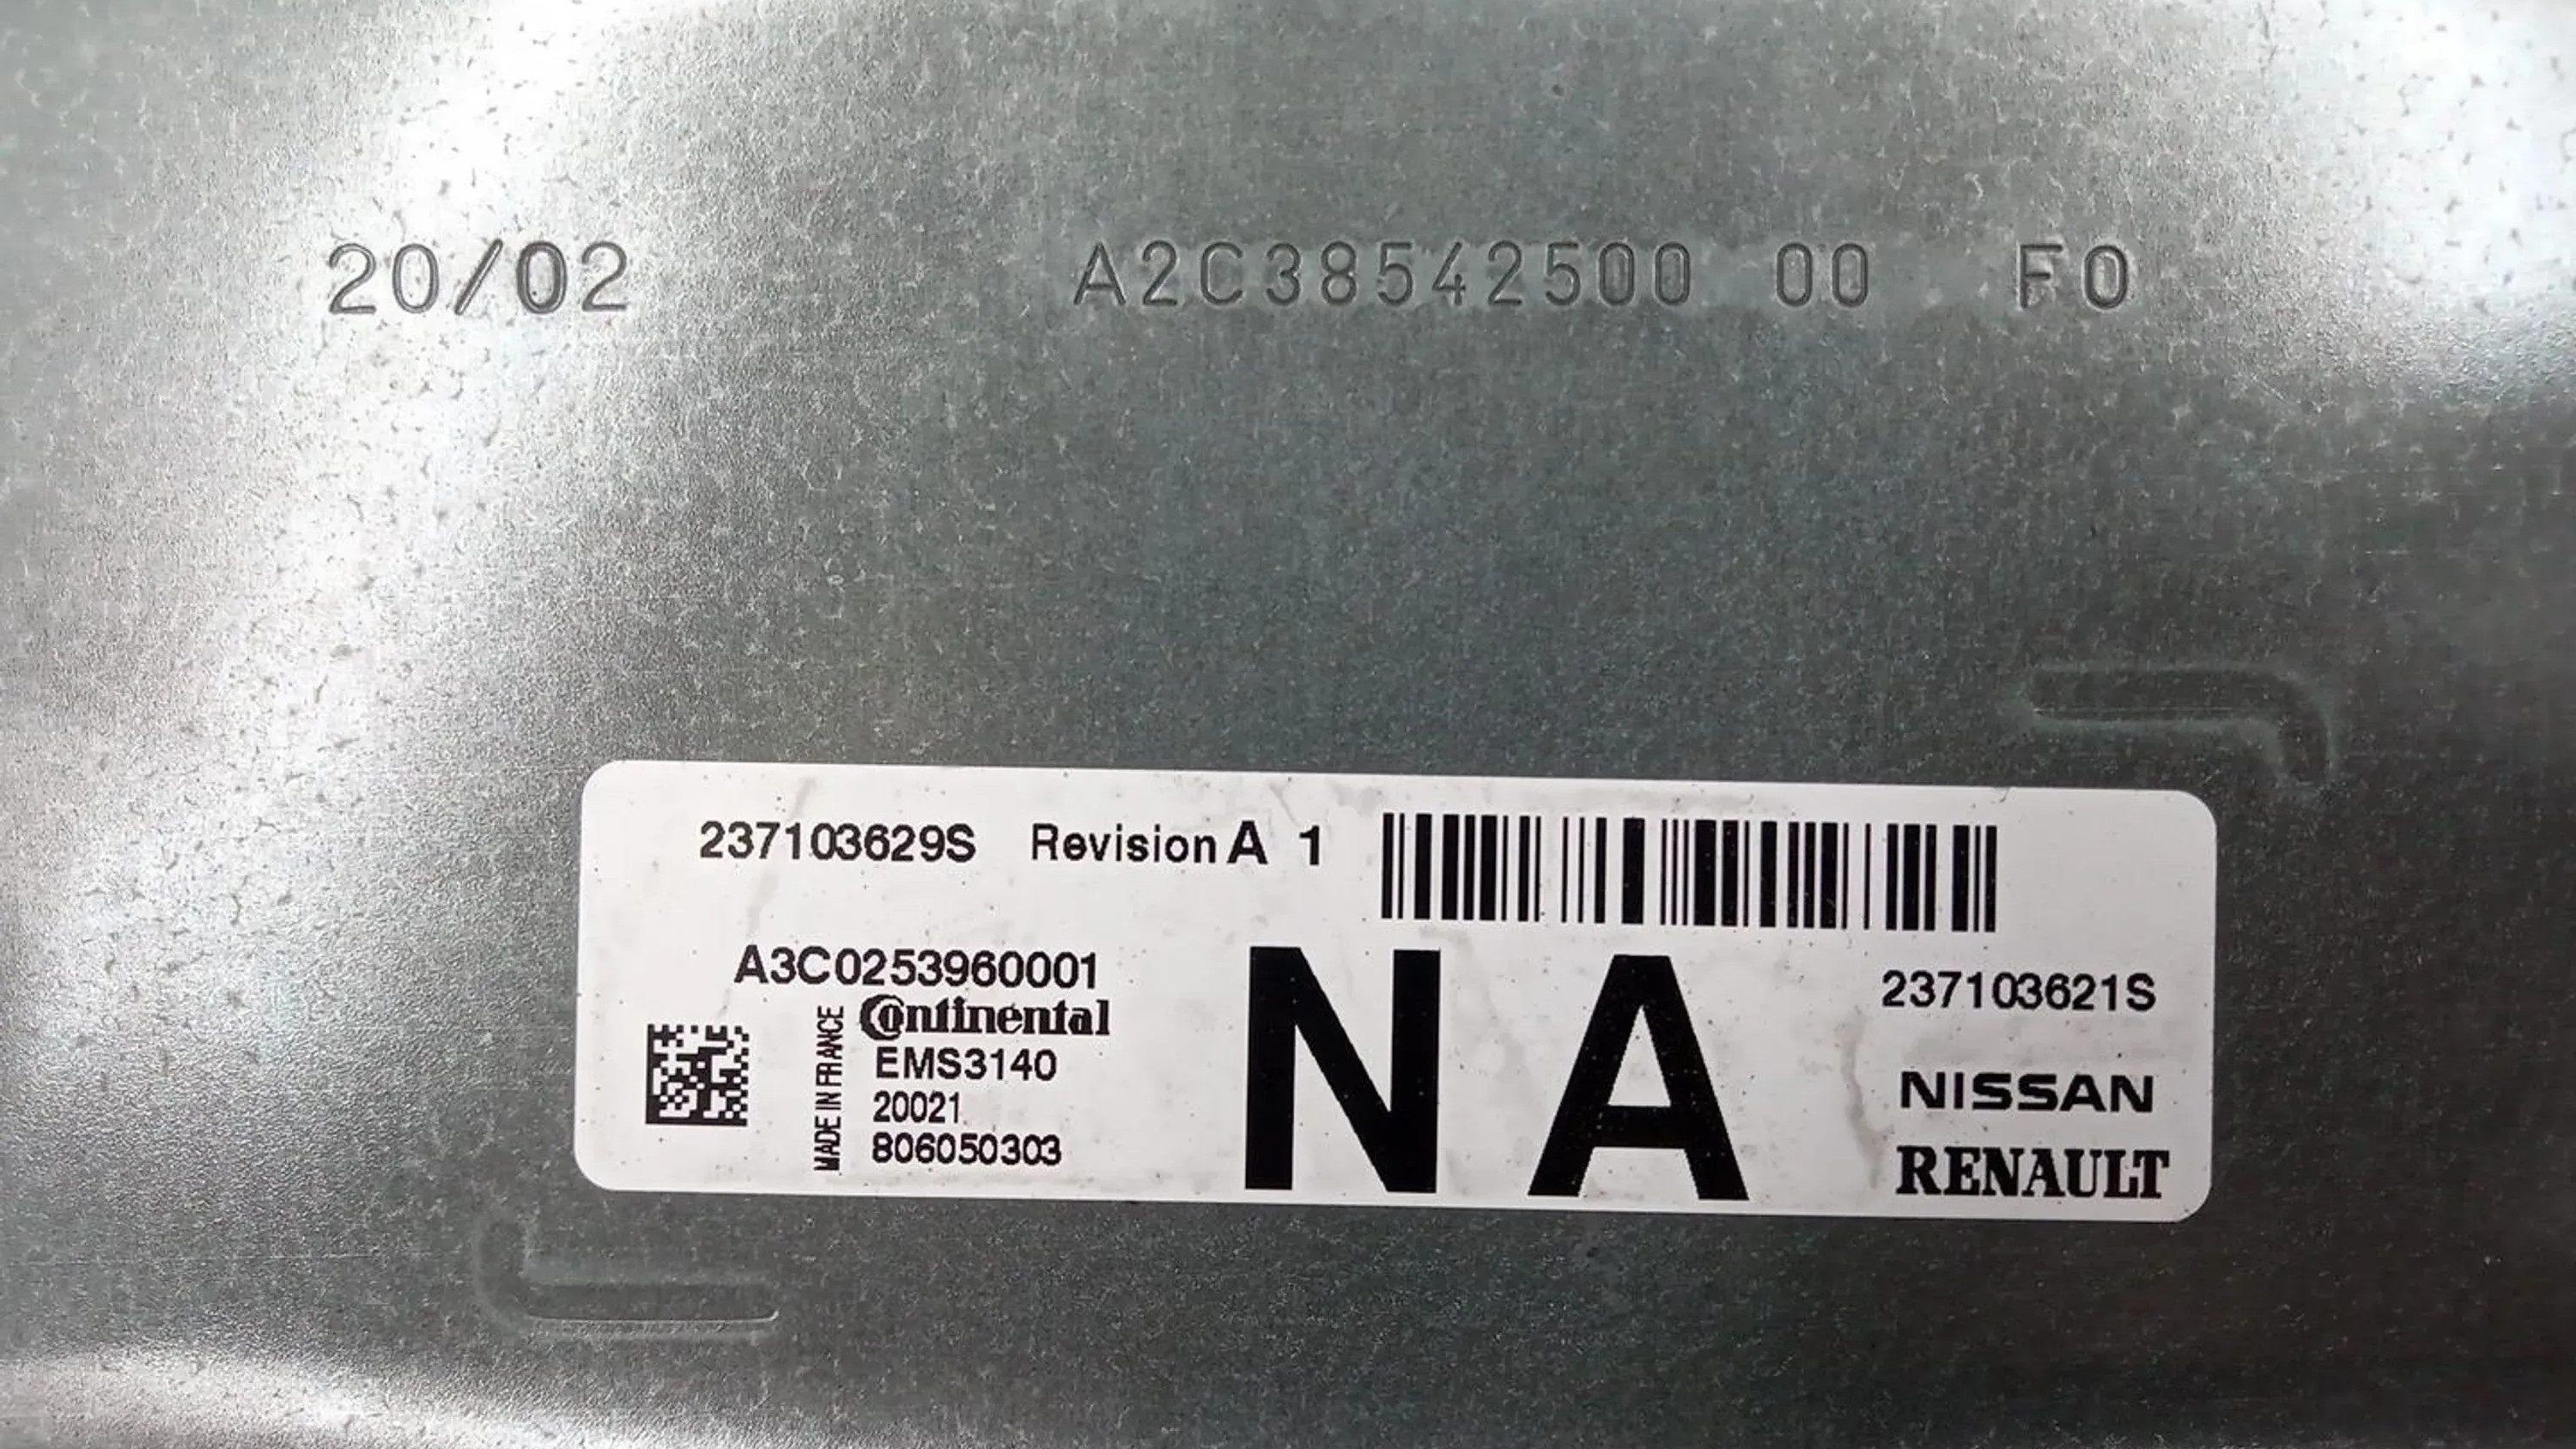 20/02 A2C38542500 00 F0
237103629S Revision A 1
A3C0253960001
Continental
MADE IN FRANCE
EMS3140
20021
806050303
NA
237103621S
NISSAN
RENAULT